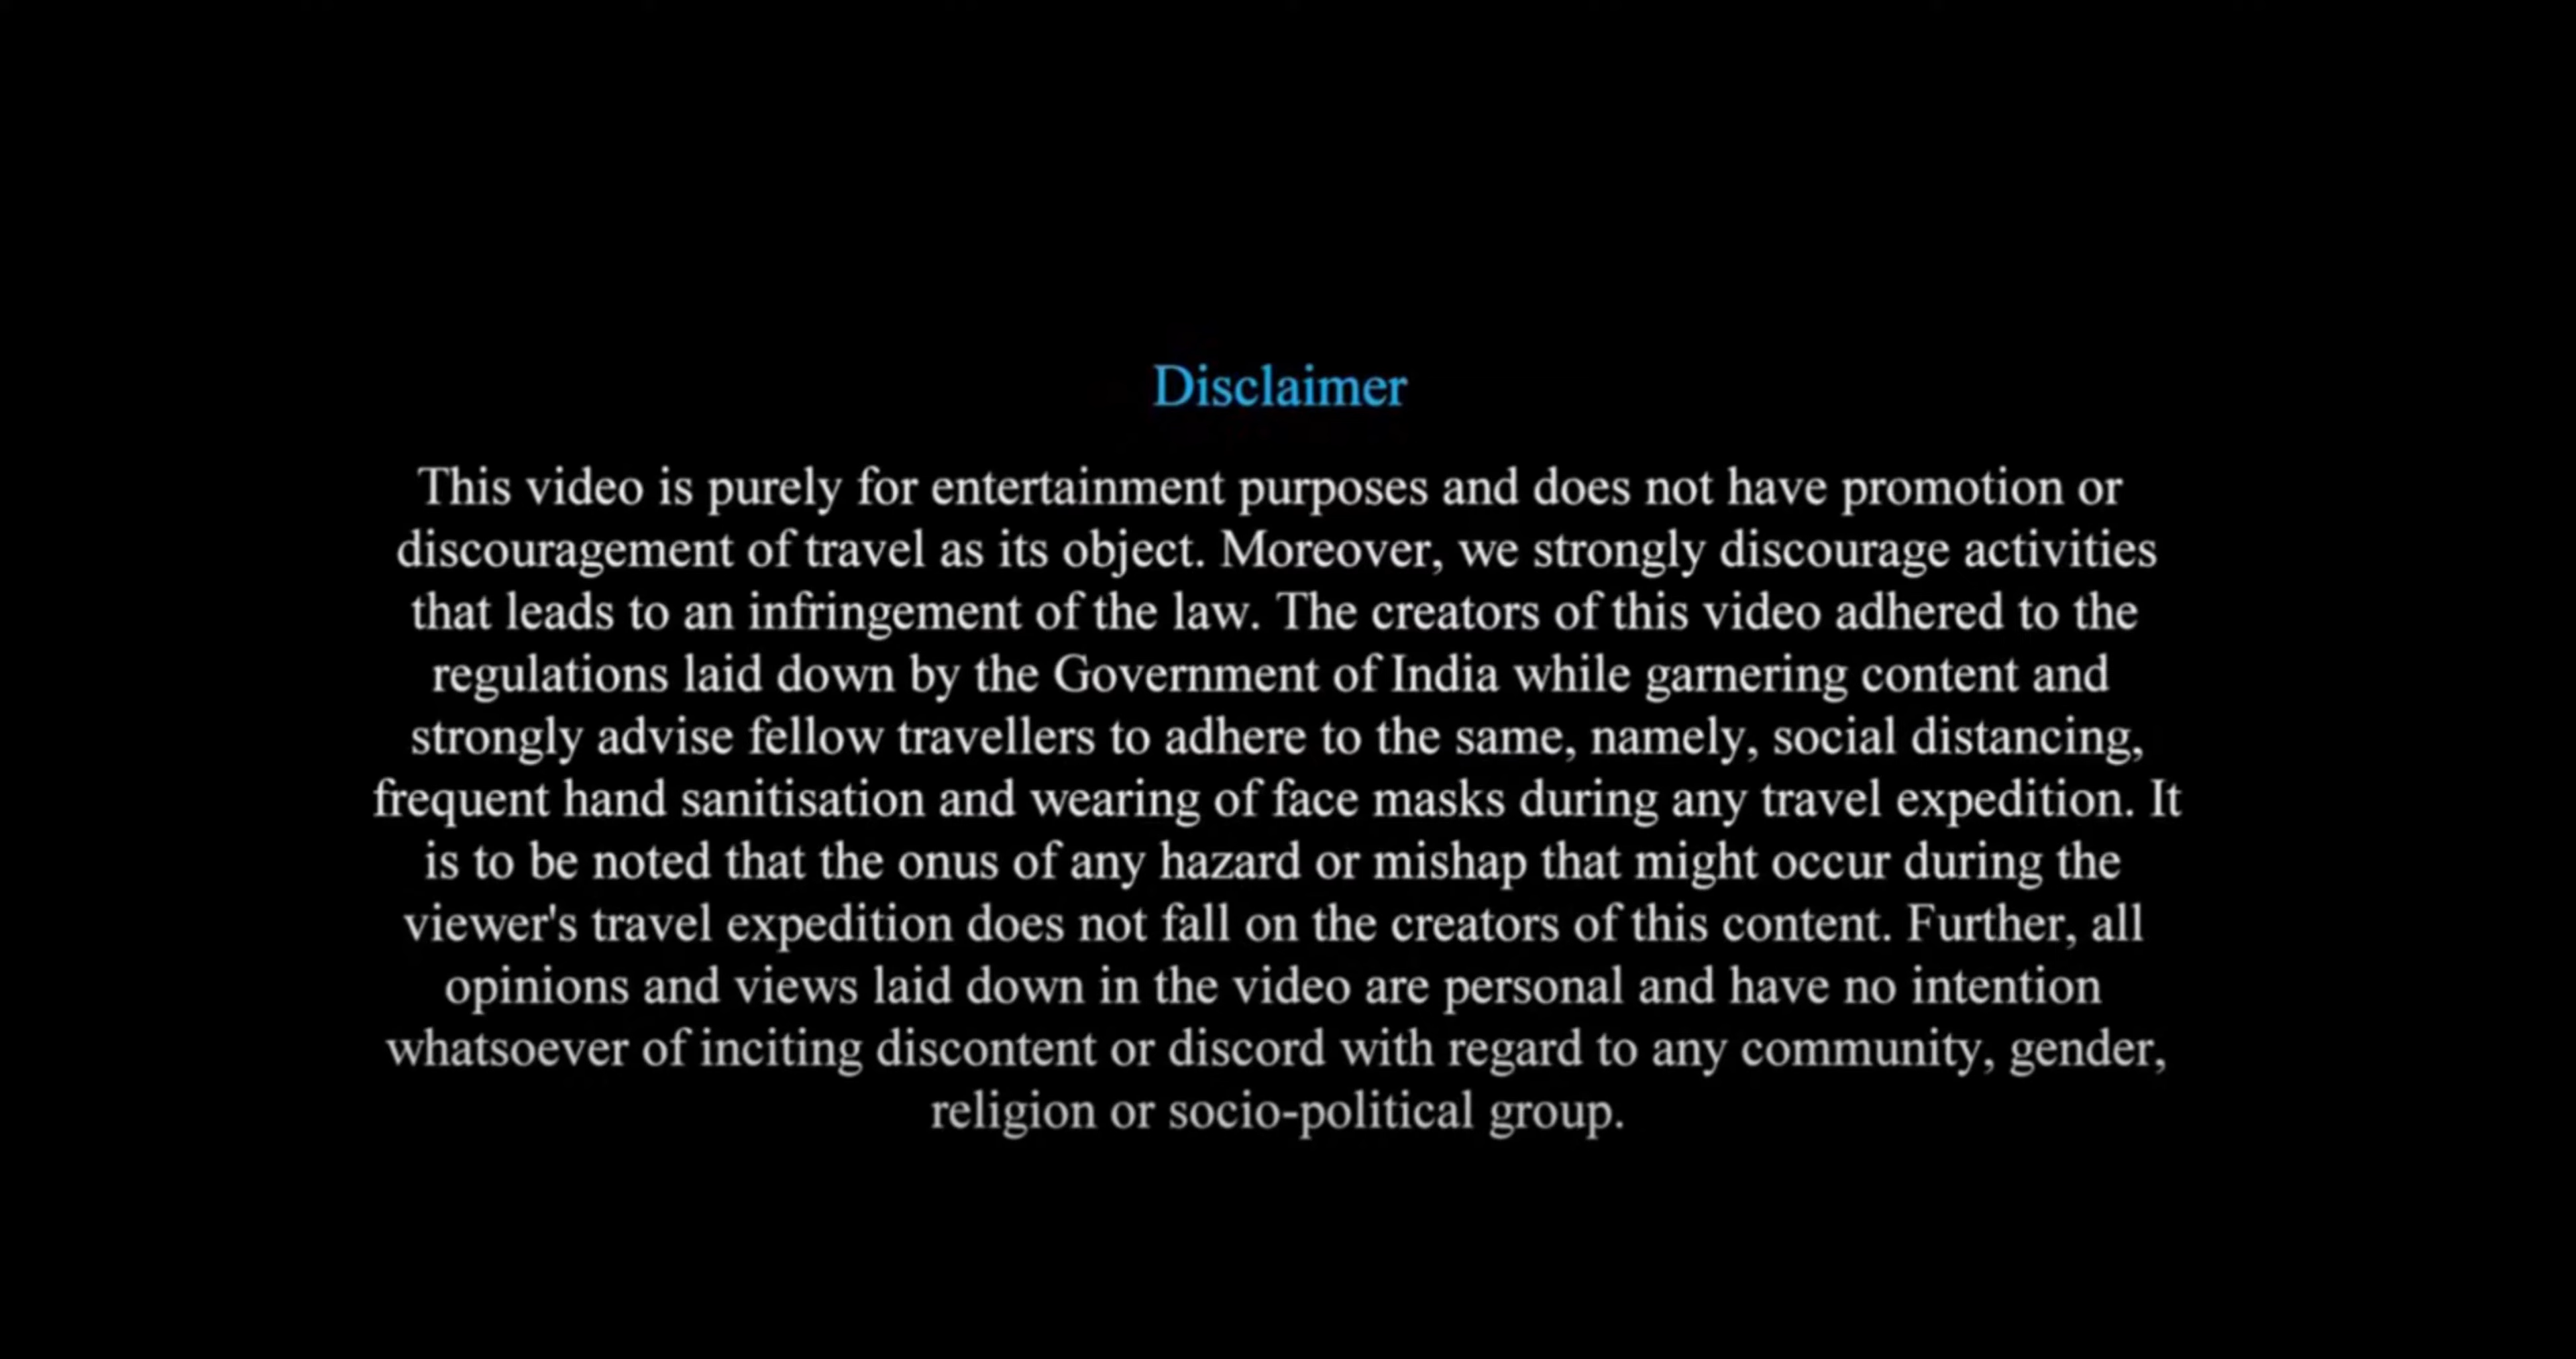 Disclaimer
This video is purely for entertainment purposes and does not have promotion or
discouragement of travel as its object. Moreover, we strongly discourage activities
that leads to an infringement of the law. The creators of this video adhered to the
regulations laid down by the Government of India while garnering content and
strongly advise fellow travellers to adhere to the same, namely, social distancing,
frequent hand sanitisation and wearing of face masks during any travel expedition. It
is to be noted that the onus of any hazard or mishap that might occur during the
viewer's travel expedition does not fall on the creators of this content. Further, all
opinions and views laid down in the video are personal and have no intention
whatsoever of inciting discontent or discord with regard to any community, gender,
religion or socio-political group.